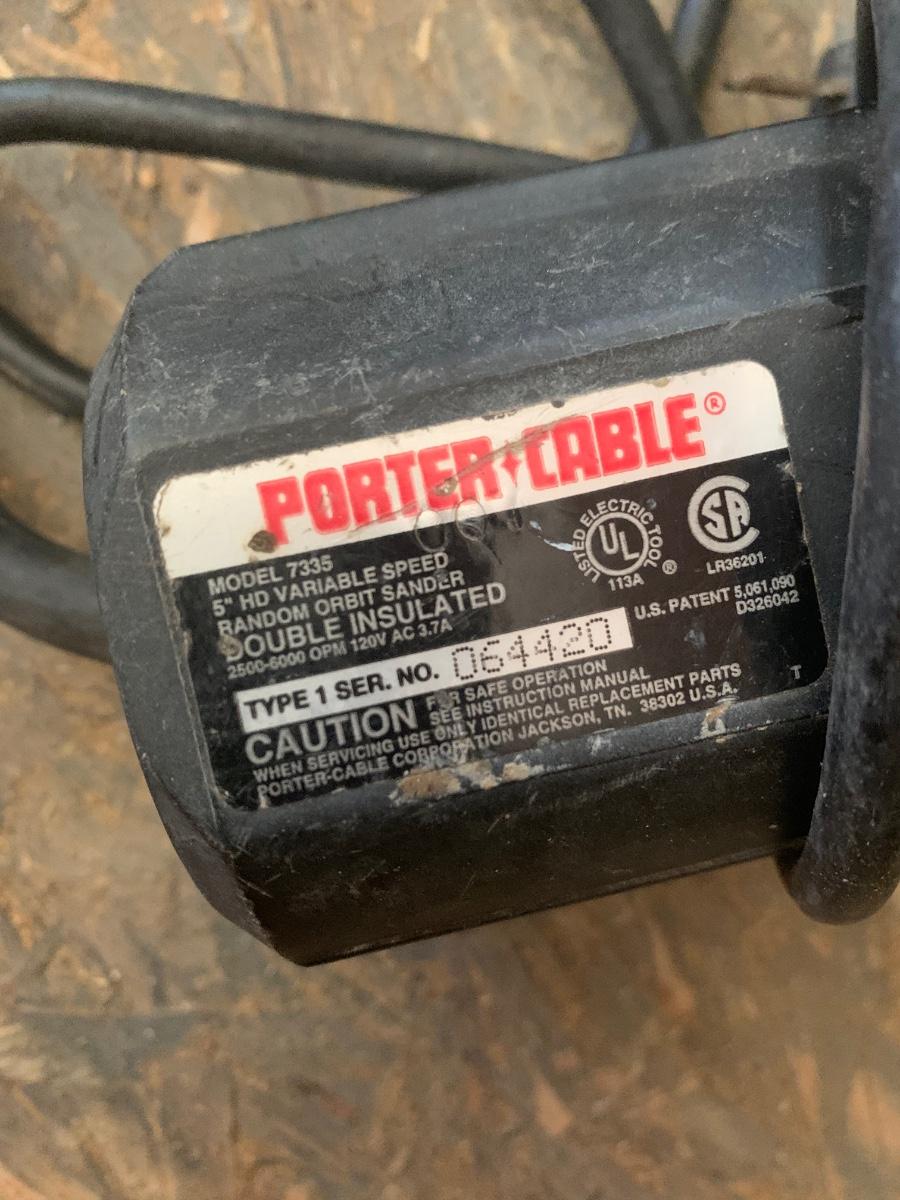 PORTER+CABLE®
MODEL 7335
5" HD VARIABLE SPEED
RANDOM ORBIT SANDER
DOUBLE INSULATED
2500-6000 OPM 120V AC 3.7A
LISTED ELECTRIC TOOL
UL ®
113A
SA
LR36201
U.S. PATENT 5,061,090
D326042
TYPE 1 SER. NO. 064420
CAUTION FOR SAFE OPERATION
SEE INSTRUCTION MANUAL
WHEN SERVICING USE ONLY IDENTICAL REPLACEMENT PARTS
PORTER-CABLE CORPORATION JACKSON, TN. 38302 U.S.A.
T